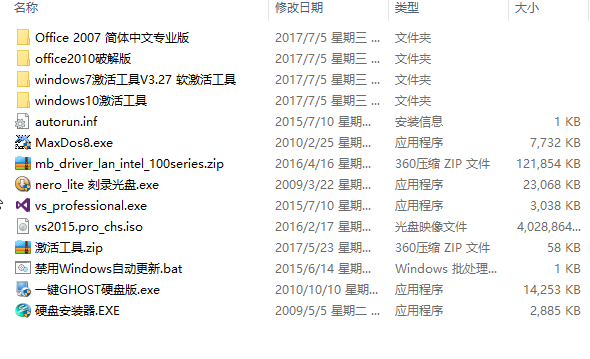 名称 修改日期 类型 大小
Office 2007 简体中文专业版 2017/7/5 星期三 ... 文件夹
office2010破解版 2017/7/5 星期三 ... 文件夹
windows7激活工具V3.27 软激活工具 2017/7/5 星期三 ... 文件夹
windows10激活工具 2017/7/5 星期三 ... 文件夹
autorun.inf 2015/7/10 星期... 安装信息 1 KB
MaxDos8.exe 2010/2/25 星期... 应用程序 7,732 KB
mb_driver_lan_intel_100series.zip 2016/4/16 星期... 360压缩 ZIP 文件 121,854 KB
nero_lite 刻录光盘.exe 2009/3/22 星期... 应用程序 23,068 KB
vs_professional.exe 2015/7/10 星期... 应用程序 3,038 KB
vs2015.pro_chs.iso 2016/2/17 星期... 光盘映像文件 4,028,864...
激活工具.zip 2017/5/23 星期... 360压缩 ZIP 文件 58 KB
禁用Windows自动更新.bat 2015/6/14 星期... Windows 批处理... 1 KB
一键GHOST硬盘版.exe 2010/10/10 星期... 应用程序 14,253 KB
硬盘安装器.EXE 2009/5/5 星期二 ... 应用程序 2,885 KB